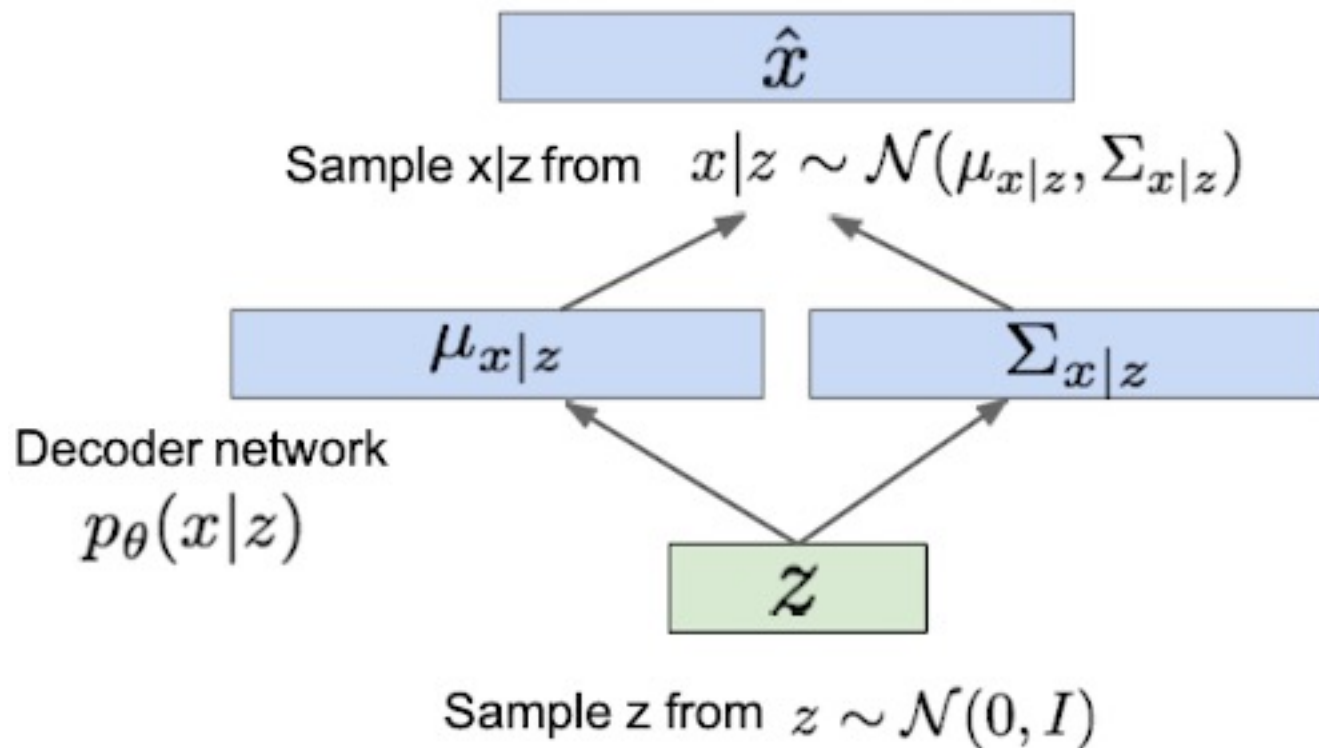 x̂
Sample x|z from x|z ∼ 𝒩(μ_{x|z}, Σ_{x|z})
μ_{x|z}
Σ_{x|z}
Decoder network
p_θ(x|z)
z
Sample z from z ∼ 𝒩(0, I)